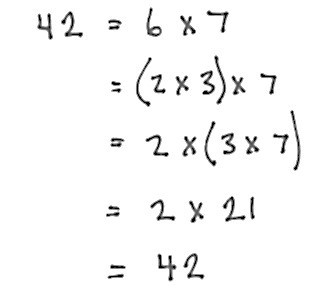 42 = 6 x 7
= (2 x 3) x 7
= 2 x (3 x 7)
= 2 x 21
= 42